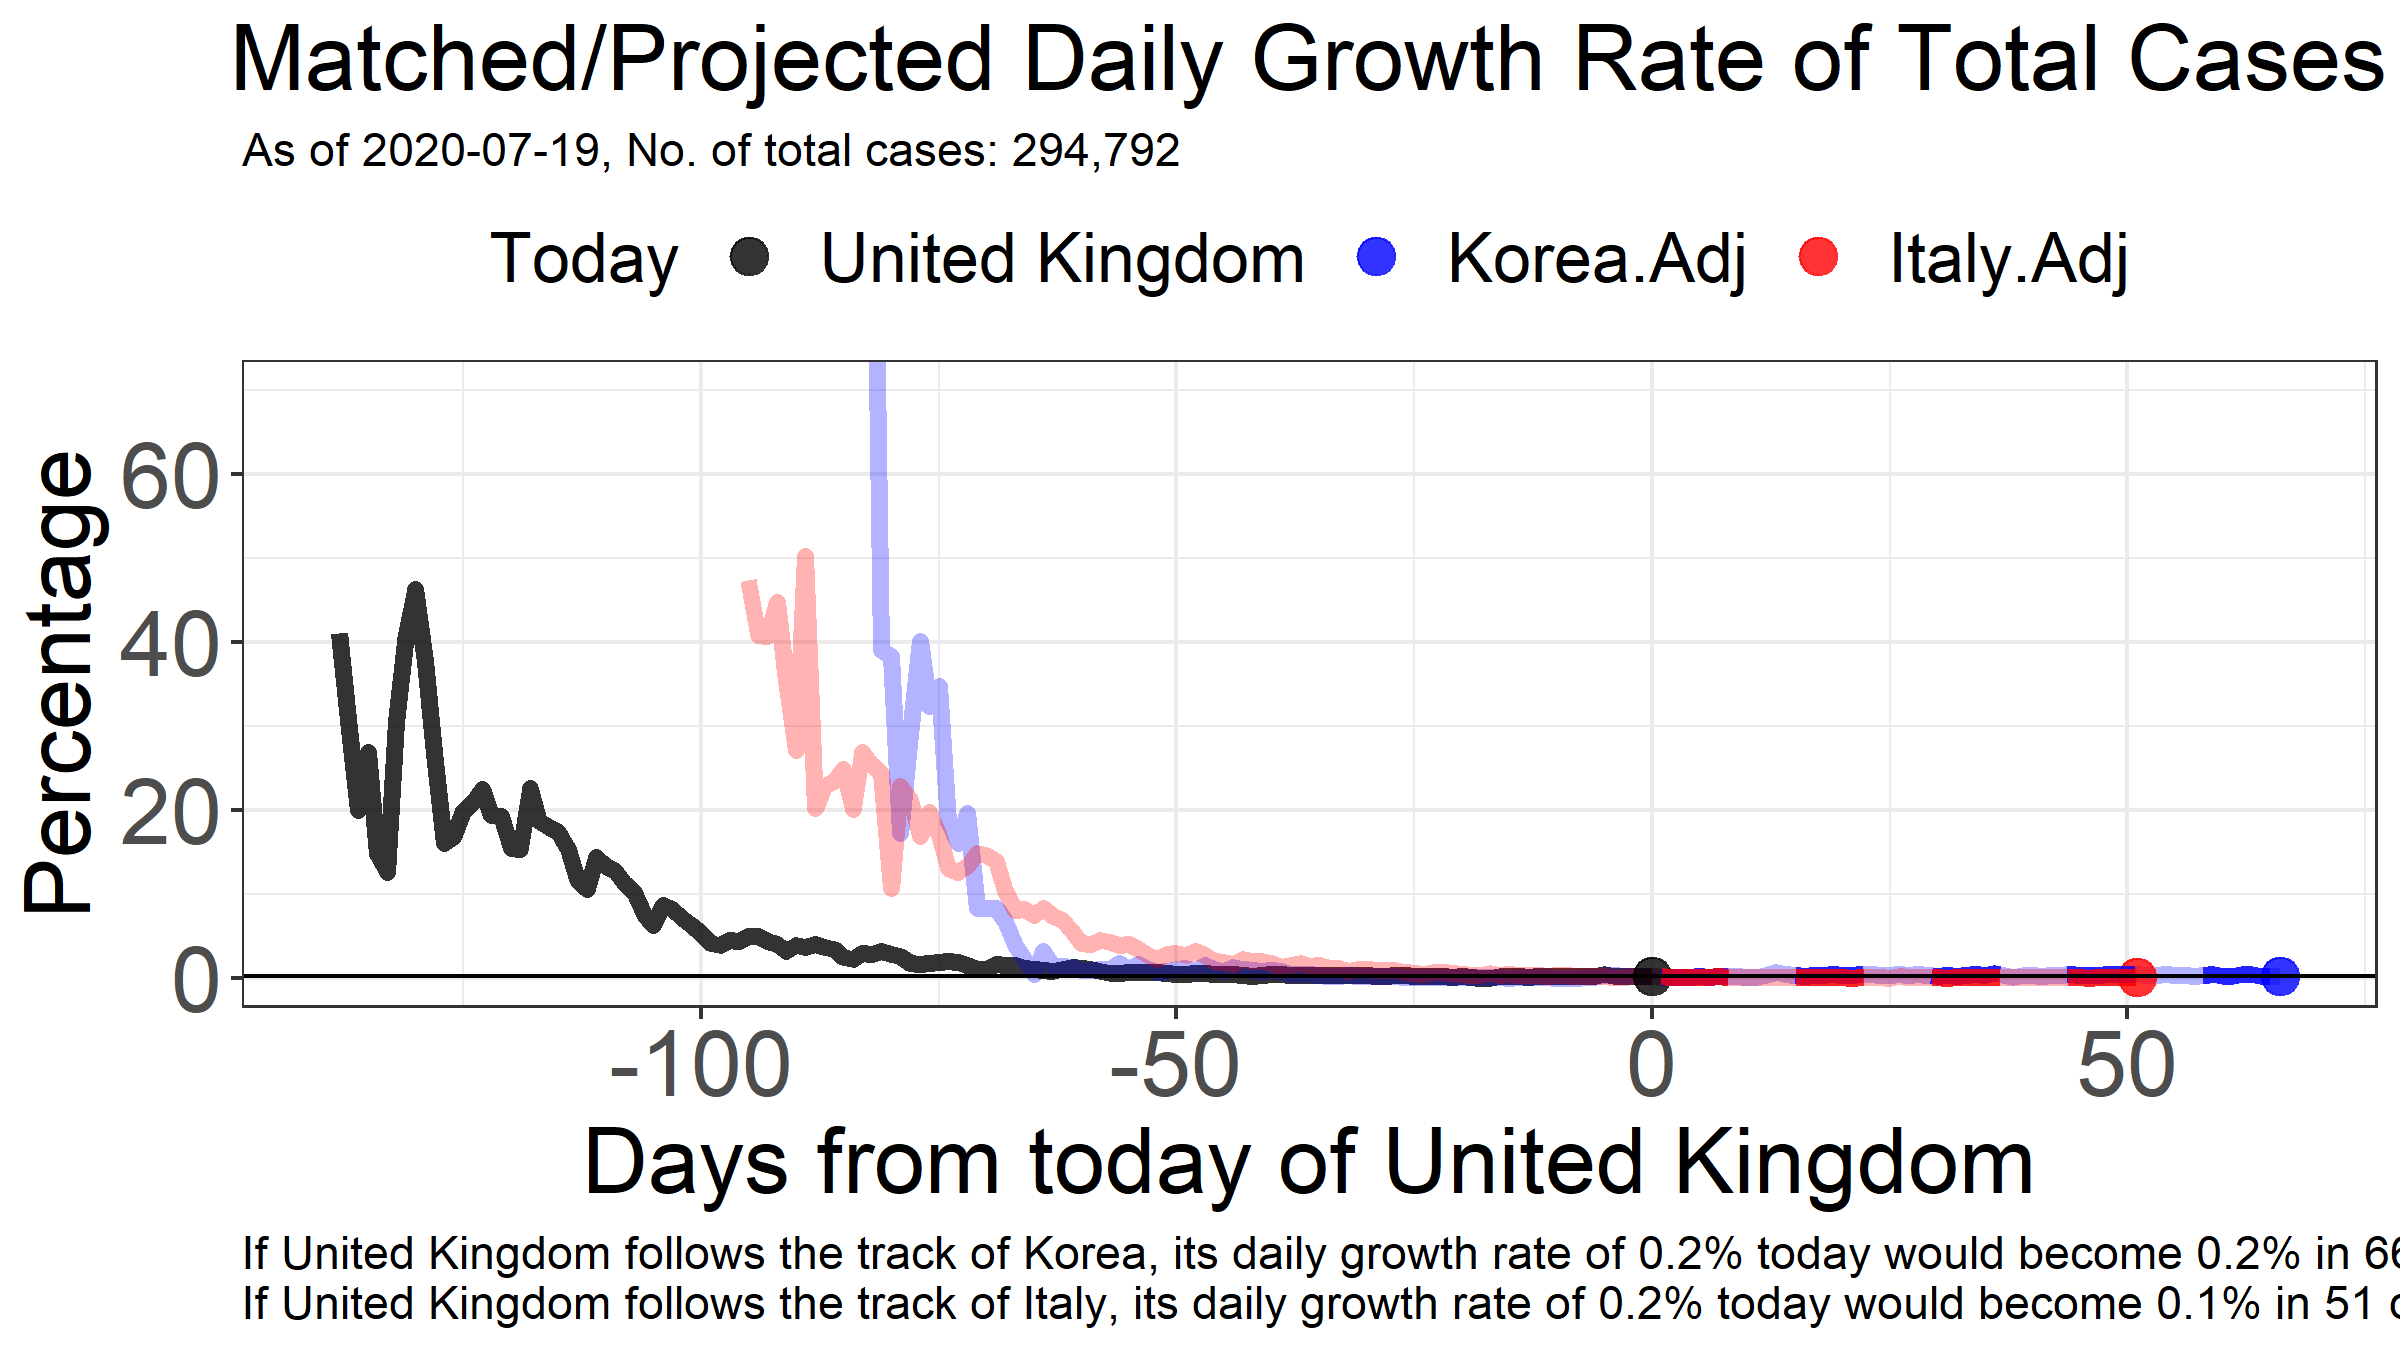 Matched/Projected Daily Growth Rate of Total Cases
As of 2020-07-19, No. of total cases: 294,792
Today United Kingdom Korea.Adj Italy.Adj
Percentage
60
40
20
0
-100 -50 0 50
Days from today of United Kingdom
If United Kingdom follows the track of Korea, its daily growth rate of 0.2% today would become 0.2% in 66
If United Kingdom follows the track of Italy, its daily growth rate of 0.2% today would become 0.1% in 51